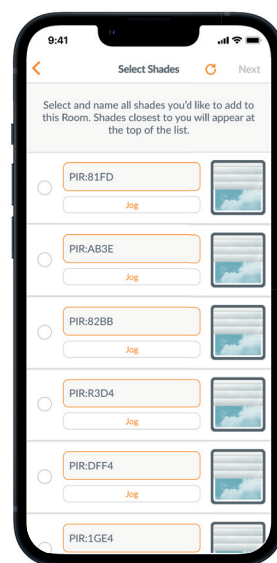 9:41
Select Shades
Next
Select and name all shades you'd like to add to
this Room. Shades closest to you will appear at
the top of the list.
PIR:81FD
Jog
PIR:AB3E
Jog
PIR:82BB
Jog
PIR:R3D4
Jog
PIR:DFF4
Jog
PIR:1GE4